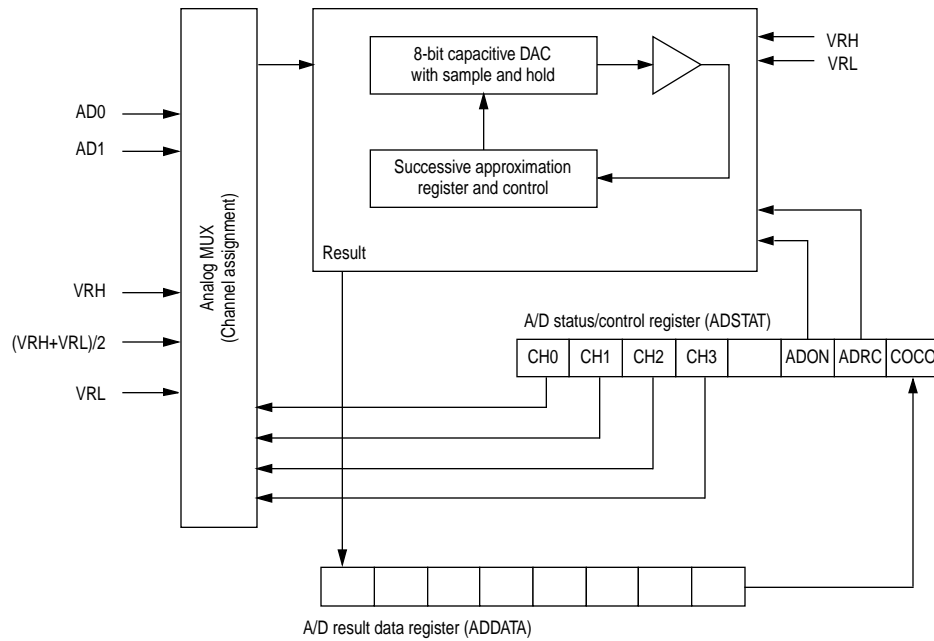 8-bit capacitive DAC
with sample and hold
VRH
VRL
AD0
AD1
Successive approximation
register and control
Analog MUX
(Channel assignment)
Result
VRH
(VRH+VRL)/2
VRL
A/D status/control register (ADSTAT)
CH0 CH1 CH2 CH3 ADON ADRC COCO
A/D result data register (ADDATA)